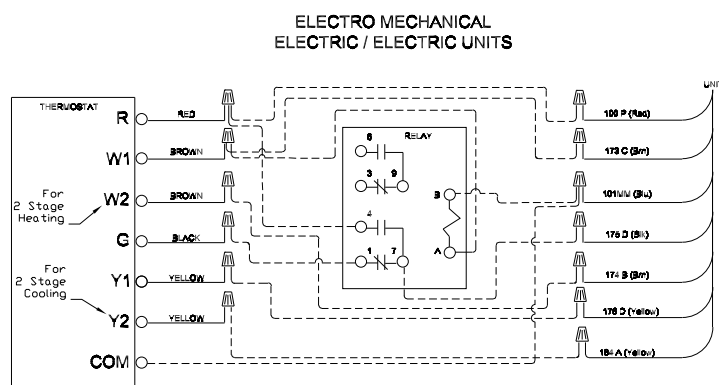 ELECTRO MECHANICAL
ELECTRIC / ELECTRIC UNITS
UNIT
THERMOSTAT
R
RED
W1
BROWN
For
2 Stage
Heating
W2
BROWN
G
BLACK
For
2 Stage
Cooling
Y1
YELLOW
Y2
YELLOW
COM
RELAY
6
3
9
4
1
7
B
A
109 P (Red)
173 C (Brn)
101MM (Blu)
175 D (Blk)
174 B (Brn)
176 D (Yellow)
184 A (Yellow)